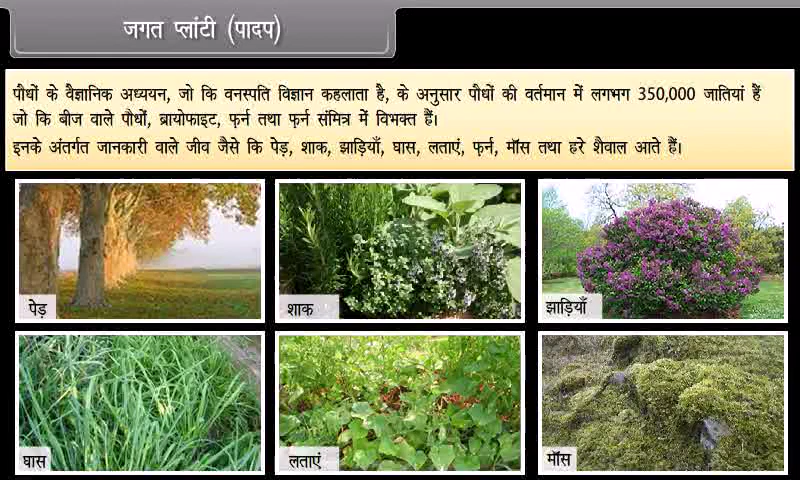 जगत प्लांटी (पादप)
पौधों के वैज्ञानिक अध्ययन, जो कि वनस्पति विज्ञान कहलाता है, के अनुसार पौधों की वर्तमान में लगभग 350,000 जातियां हैं
जो कि बीज वाले पौधों, ब्रायोफाइट, फ़र्न तथा फ़र्न संमित्र में विभक्त हैं।
इनके अंतर्गत जानकारी वाले जीव जैसे कि पेड़, शाक, झाड़ियाँ, घास, लताएं, फ़र्न, मॉस तथा हरे शैवाल आते हैं।
पेड़
शाक
झाड़ियाँ
घास
लताएं
मॉस